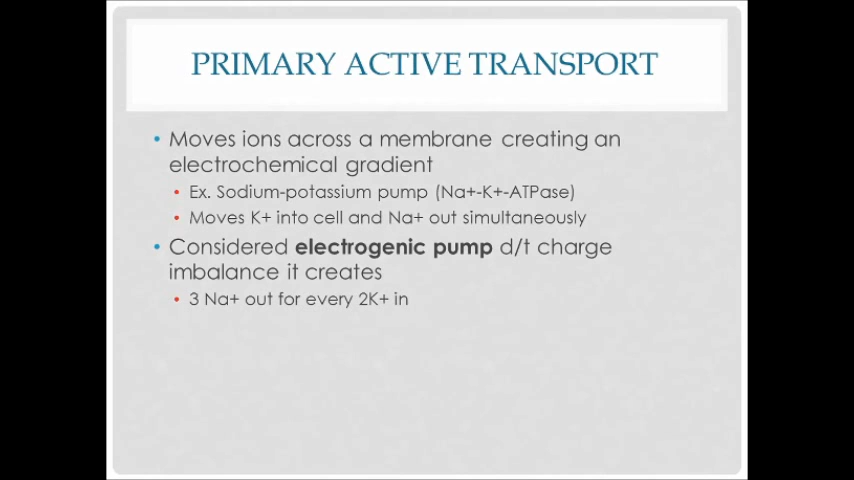 PRIMARY ACTIVE TRANSPORT
• Moves ions across a membrane creating an
electrochemical gradient
• Ex. Sodium-potassium pump (Na+-K+-ATPase)
• Moves K+ into cell and Na+ out simultaneously
• Considered electrogenic pump d/t charge
imbalance it creates
• 3 Na+ out for every 2K+ in